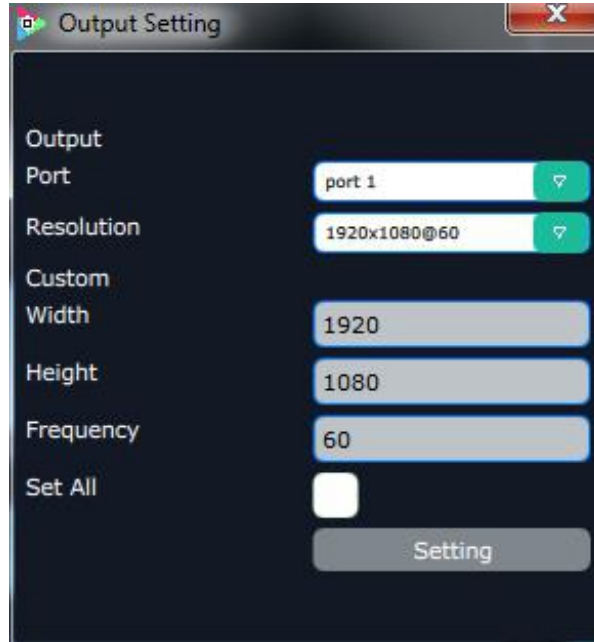 Output Setting
Output
Port
port 1
Resolution
1920x1080@60
Custom
Width
1920
Height
1080
Frequency
60
Set All
Setting